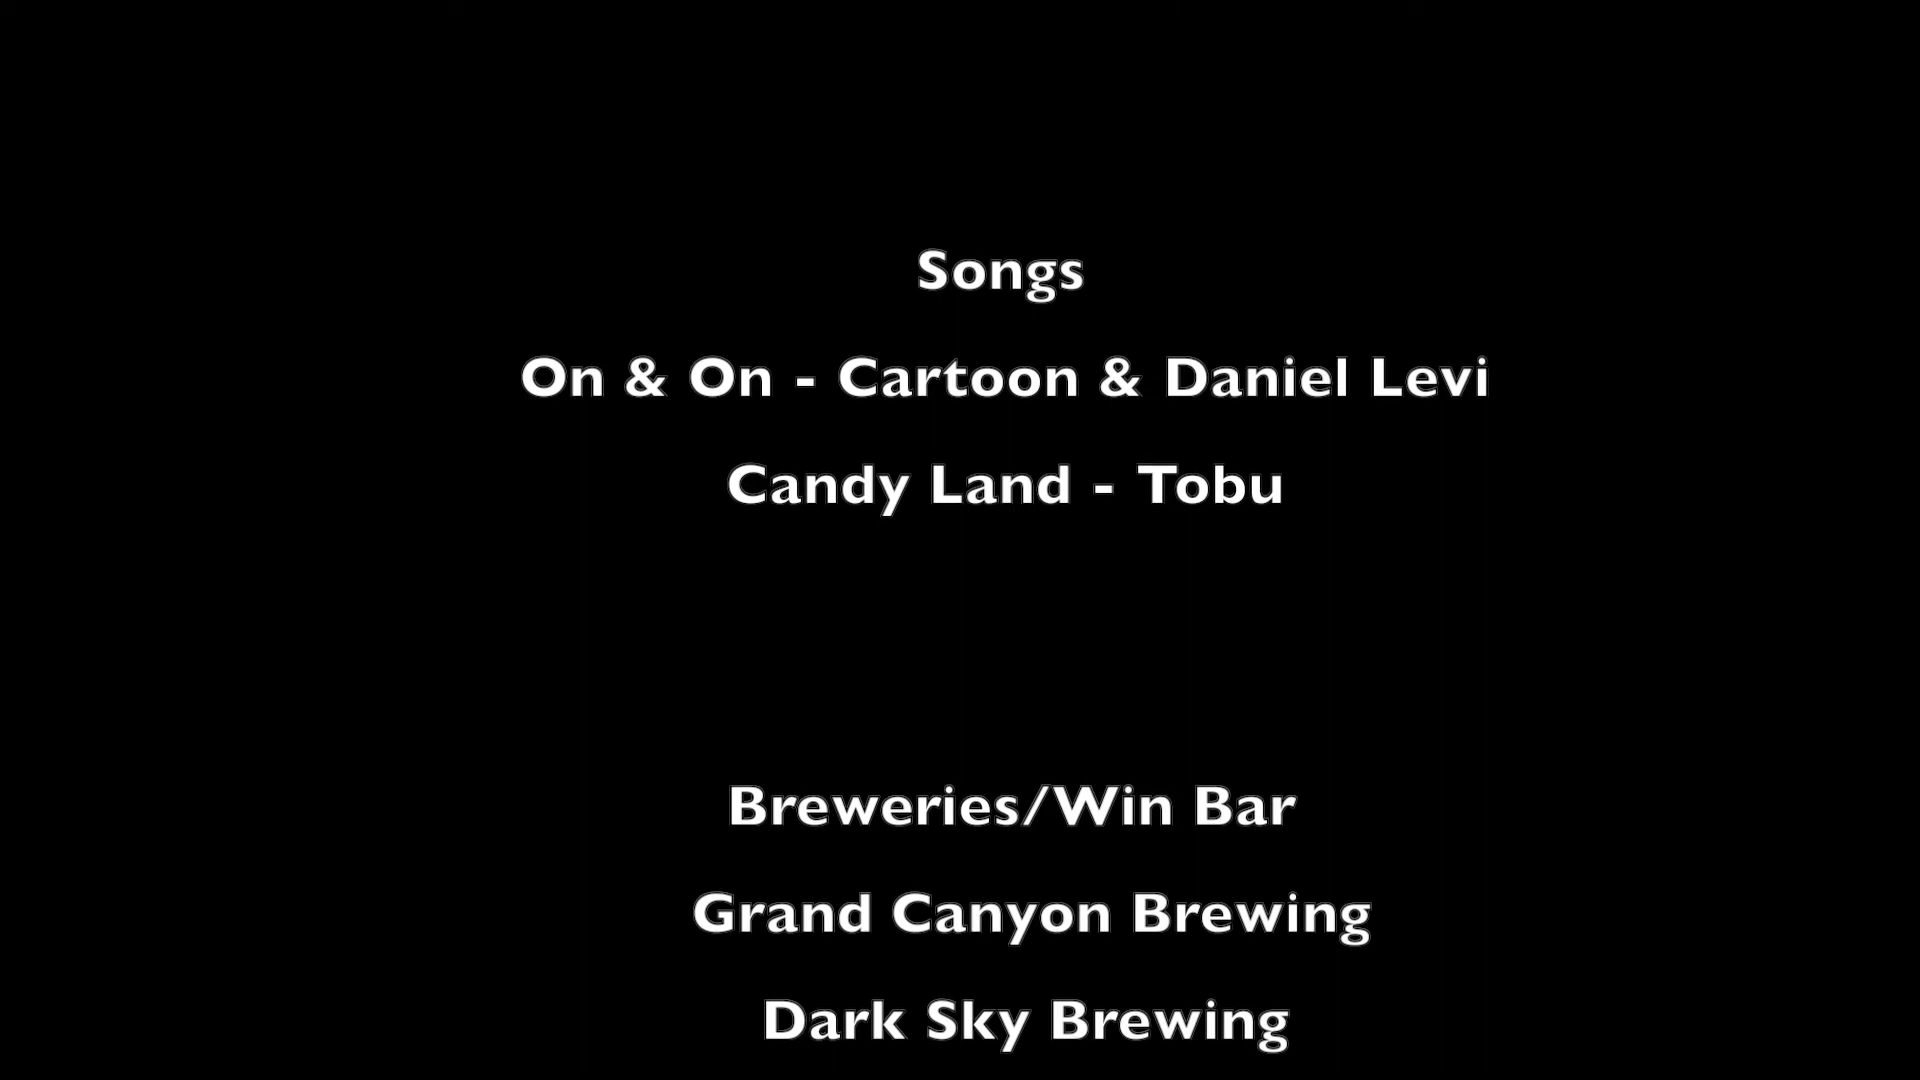 Songs
On & On - Cartoon & Daniel Levi
Candy Land - Tobu
Breweries/Win Bar
Grand Canyon Brewing
Dark Sky Brewing